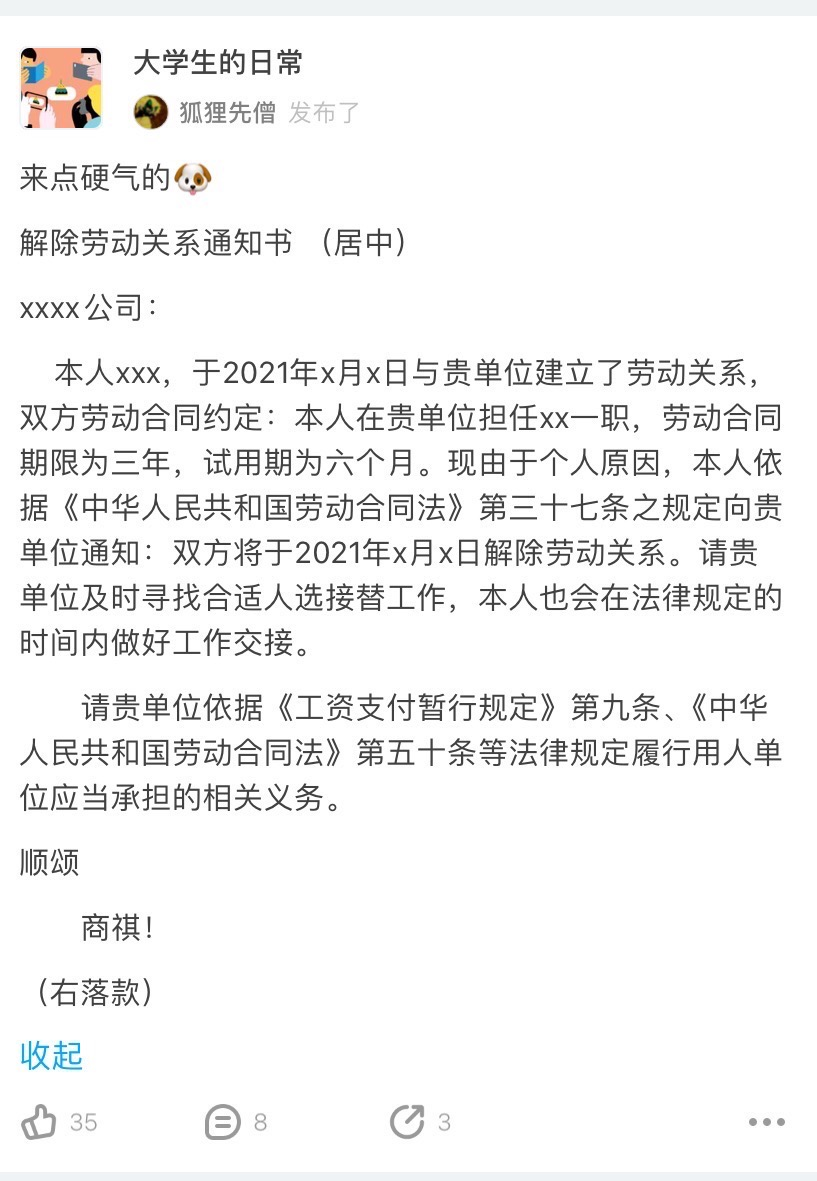 大学生的日常
狐狸先僧 发布了
来点硬气的🐶
解除劳动关系通知书 （居中）
xxxx公司：
本人xxx，于2021年x月x日与贵单位建立了劳动关系，
双方劳动合同约定：本人在贵单位担任xx一职，劳动合同
期限为三年，试用期为六个月。现由于个人原因，本人依
据《中华人民共和国劳动合同法》第三十七条之规定向贵
单位通知：双方将于2021年x月x日解除劳动关系。请贵
单位及时寻找合适人选接替工作，本人也会在法律规定的
时间内做好工作交接。
请贵单位依据《工资支付暂行规定》第九条、《中华
人民共和国劳动合同法》第五十条等法律规定履行用人单
位应当承担的相关义务。
顺颂
商祺！
（右落款）
收起
35 8 3